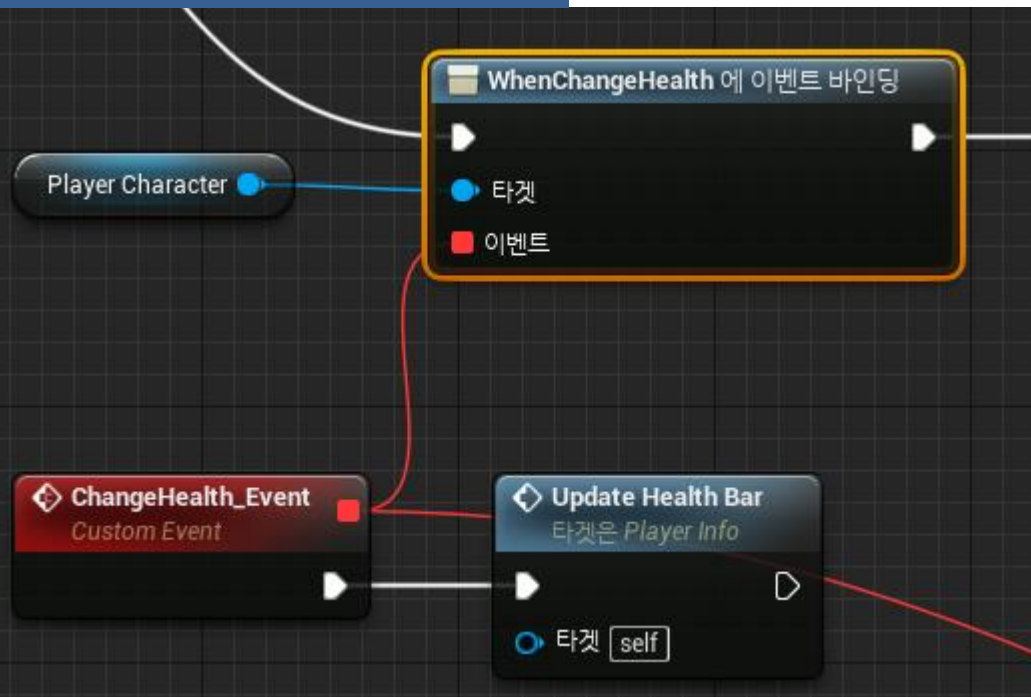 WhenChangeHealth 에 이벤트 바인딩
Player Character
타겟
이벤트
ChangeHealth_Event
Custom Event
Update Health Bar
타겟은 Player Info
타겟 self